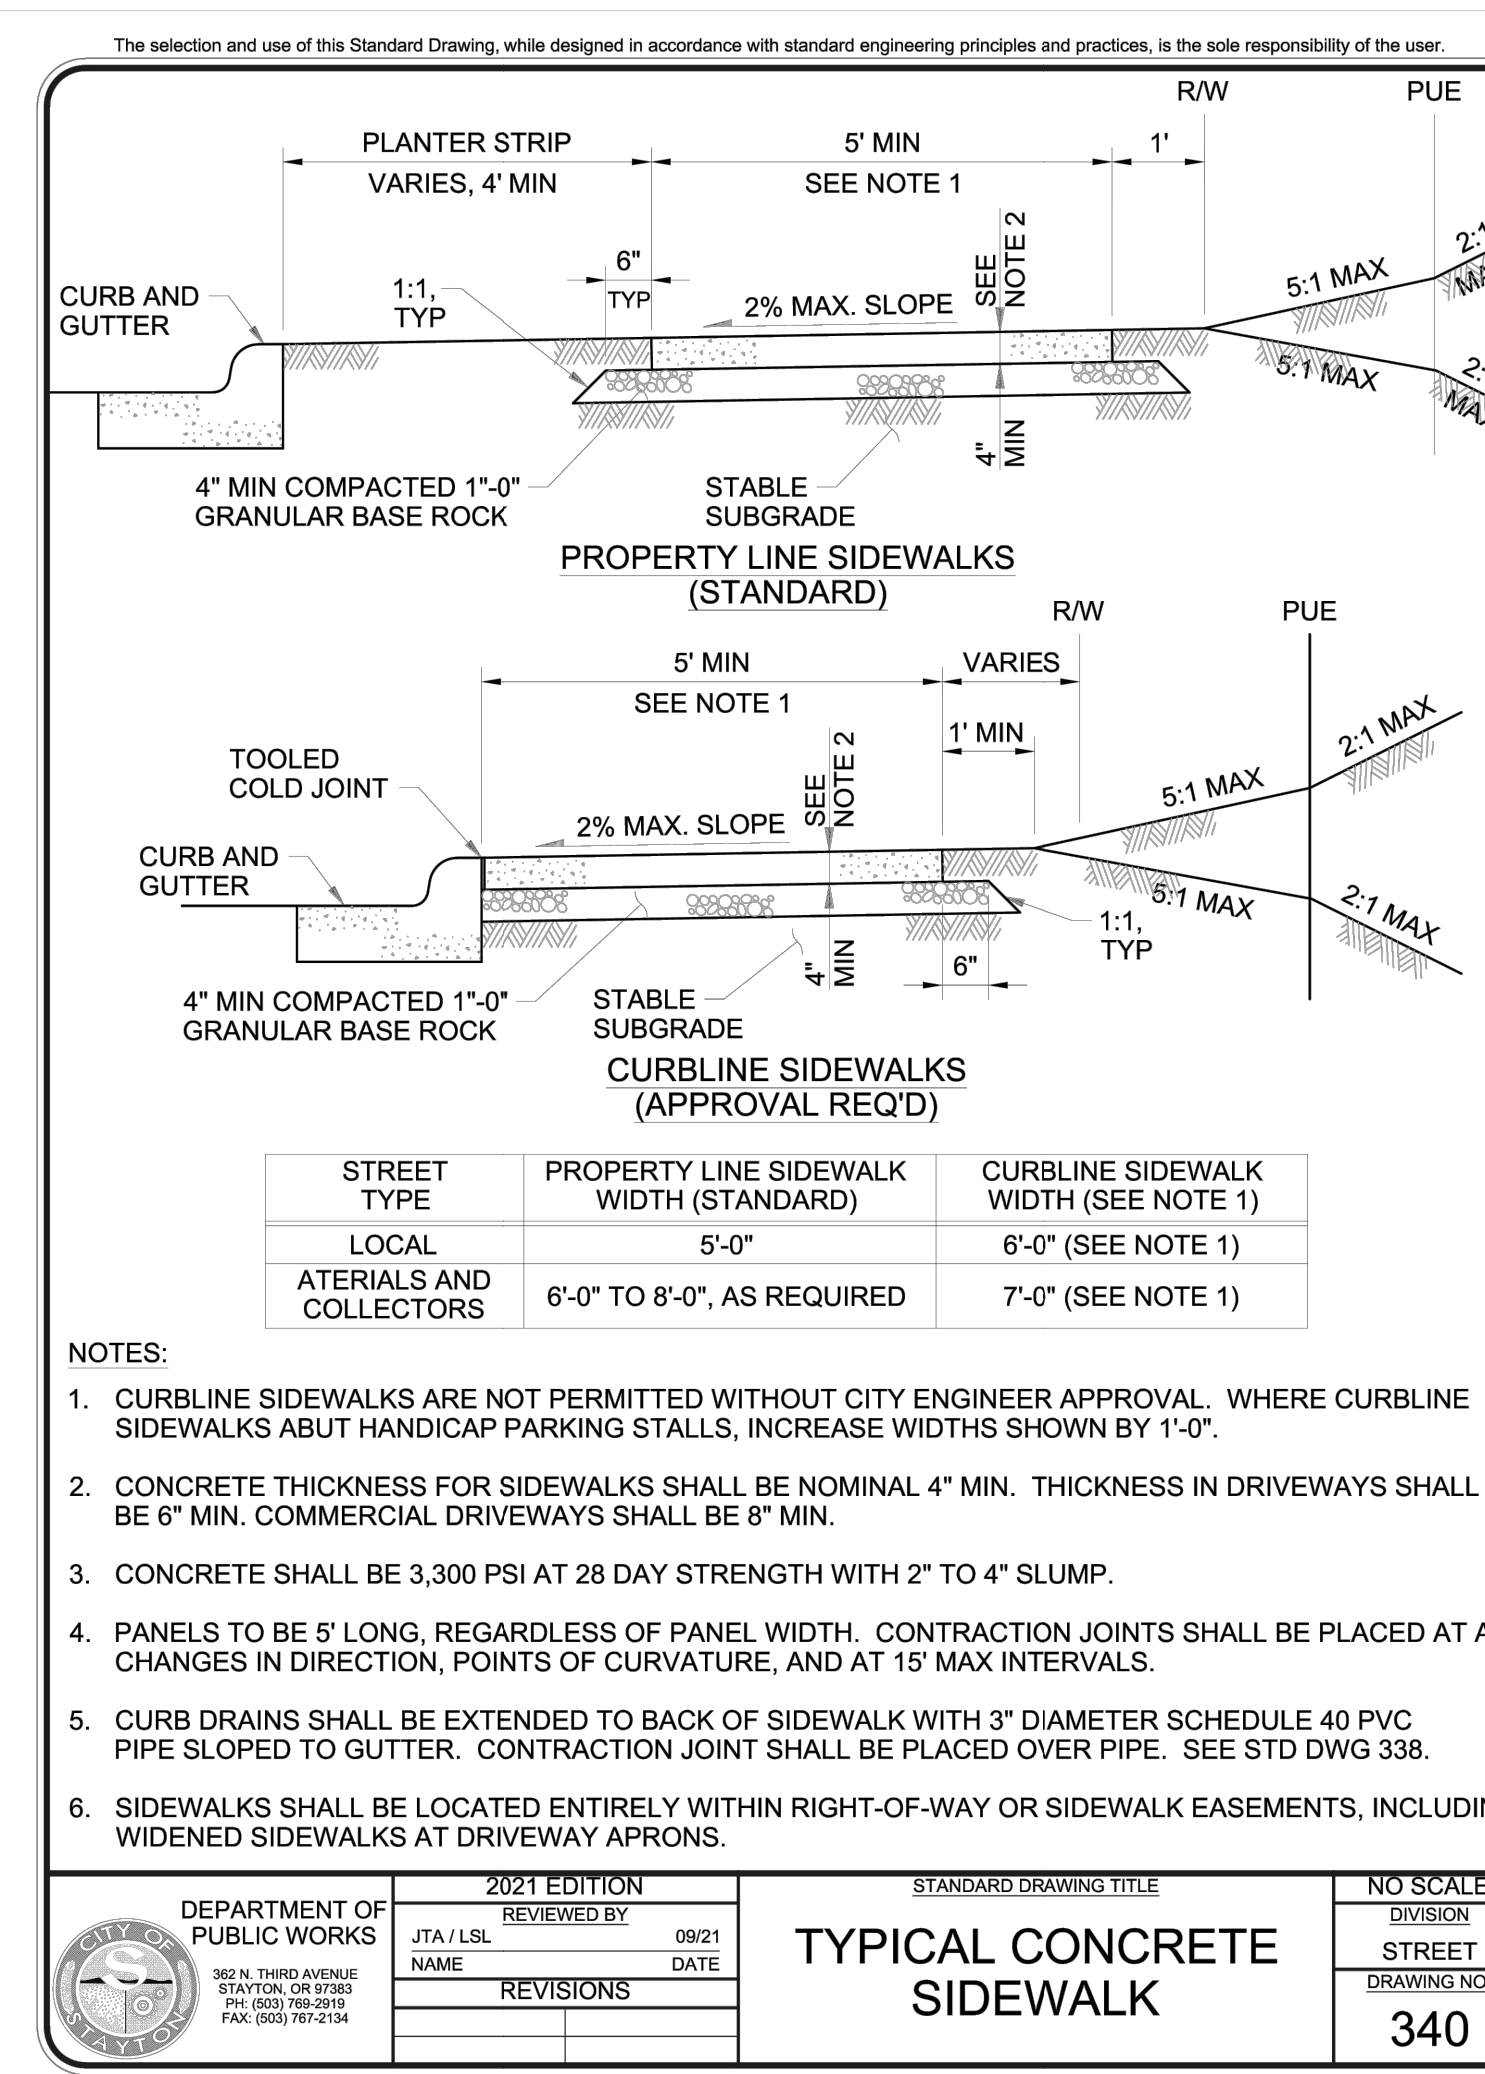 The selection and use of this Standard Drawing, while designed in accordance with standard engineering principles and practices, is the sole responsibility of the user.
R/W
PUE
PLANTER STRIP
VARIES, 4' MIN
5' MIN
SEE NOTE 1
1'
SEE
NOTE 2
6"
TYP
1:1,
TYP
CURB AND
GUTTER
2% MAX. SLOPE
5:1 MAX
5:1 MAX
4"
MIN
4" MIN COMPACTED 1"-0"
GRANULAR BASE ROCK
STABLE
SUBGRADE
PROPERTY LINE SIDEWALKS
(STANDARD)
R/W
PUE
5' MIN
SEE NOTE 1
VARIES
1' MIN
SEE
NOTE 2
TOOLED
COLD JOINT
2% MAX. SLOPE
CURB AND
GUTTER
5:1 MAX
2:1 MAX
5:1 MAX
2:1 MAX
1:1,
TYP
6"
4"
MIN
4" MIN COMPACTED 1"-0"
GRANULAR BASE ROCK
STABLE
SUBGRADE
CURBLINE SIDEWALKS
(APPROVAL REQ'D)
STREET
TYPE
PROPERTY LINE SIDEWALK
WIDTH (STANDARD)
CURBLINE SIDEWALK
WIDTH (SEE NOTE 1)
LOCAL
5'-0"
6'-0" (SEE NOTE 1)
ATERIALS AND
COLLECTORS
6'-0" TO 8'-0", AS REQUIRED
7'-0" (SEE NOTE 1)
NOTES:
1. CURBLINE SIDEWALKS ARE NOT PERMITTED WITHOUT CITY ENGINEER APPROVAL. WHERE CURBLINE
SIDEWALKS ABUT HANDICAP PARKING STALLS, INCREASE WIDTHS SHOWN BY 1'-0".
2. CONCRETE THICKNESS FOR SIDEWALKS SHALL BE NOMINAL 4" MIN. THICKNESS IN DRIVEWAYS SHALL
BE 6" MIN. COMMERCIAL DRIVEWAYS SHALL BE 8" MIN.
3. CONCRETE SHALL BE 3,300 PSI AT 28 DAY STRENGTH WITH 2" TO 4" SLUMP.
4. PANELS TO BE 5' LONG, REGARDLESS OF PANEL WIDTH. CONTRACTION JOINTS SHALL BE PLACED AT
CHANGES IN DIRECTION, POINTS OF CURVATURE, AND AT 15' MAX INTERVALS.
5. CURB DRAINS SHALL BE EXTENDED TO BACK OF SIDEWALK WITH 3" DIAMETER SCHEDULE 40 PVC
PIPE SLOPED TO GUTTER. CONTRACTION JOINT SHALL BE PLACED OVER PIPE. SEE STD DWG 338.
6. SIDEWALKS SHALL BE LOCATED ENTIRELY WITHIN RIGHT-OF-WAY OR SIDEWALK EASEMENTS,
WIDENED SIDEWALKS AT DRIVEWAY APRONS.
CITY OF
S
STAYTON
DEPARTMENT OF
PUBLIC WORKS
362 N. THIRD AVENUE
STAYTON, OR 97383
PH: (503) 769-2919
FAX: (503) 767-2134
2021 EDITION
REVIEWED BY
JTA / LSL 09/21
NAME DATE
REVISIONS
STANDARD DRAWING TITLE
TYPICAL CONCRETE
SIDEWALK
NO SCALE
DIVISION
STREET
DRAWING NO
340